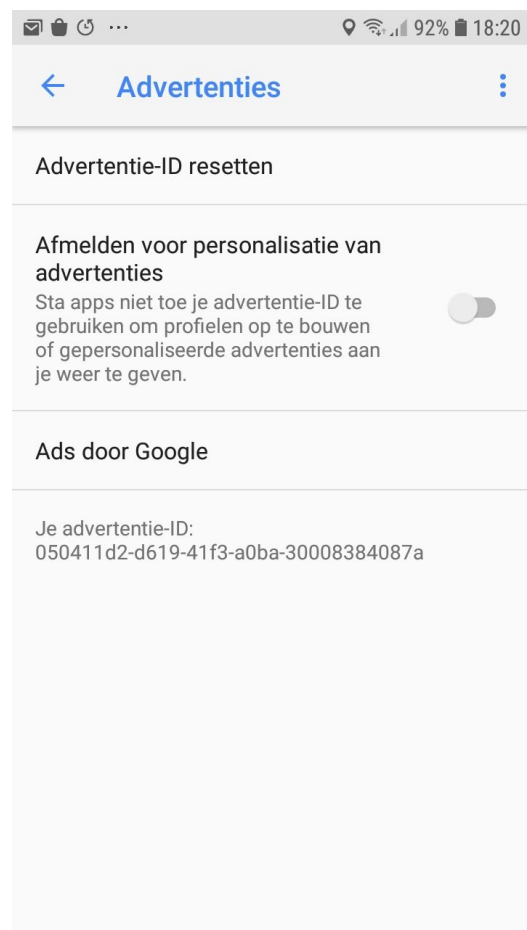 92% 18:20
Advertenties
Advertentie-ID resetten
Afmelden voor personalisatie van
advertenties
Sta apps niet toe je advertentie-ID te
gebruiken om profielen op te bouwen
of gepersonaliseerde advertenties aan
je weer te geven.
Ads door Google
Je advertentie-ID:
050411d2-d619-41f3-a0ba-30008384087a